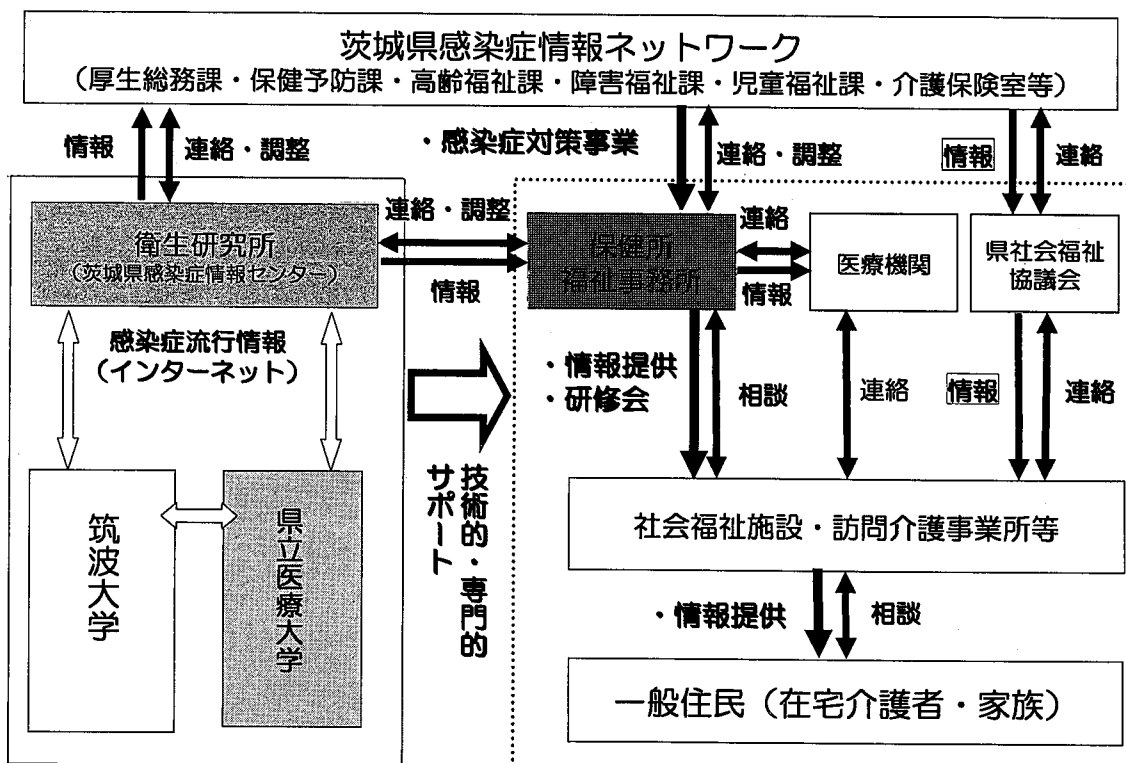 茨城県感染症情報ネットワーク
（厚生総務課・保健予防課・高齢福祉課・障害福祉課・児童福祉課・介護保険室等）
情報
連絡・調整
・感染症対策事業
連絡・調整
情報
連絡
衛生研究所
（茨城県感染症情報センター）
連絡・調整
情報
保健所
福祉事務所
連絡
情報
医療機関
県社会福祉
協議会
感染症流行情報
（インターネット）
・情報提供
・研修会
相談
連絡
情報
連絡
技術的・専門的
サポート
筑波大学
県立医療大学
社会福祉施設・訪問介護事業所等
・情報提供
相談
一般住民（在宅介護者・家族）